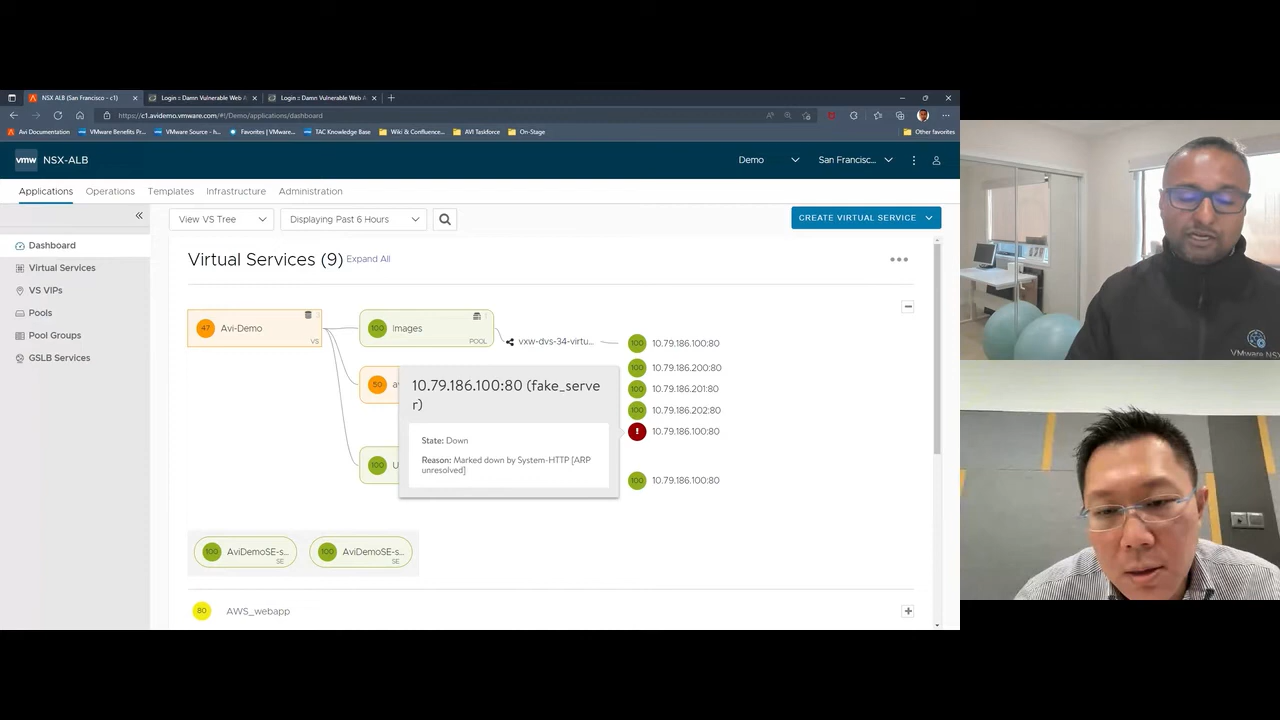 NSX ALB (San Francisco - c1)
Login :: Damn Vulnerable Web A
Login :: Damn Vulnerable Web A
https://c1.avidemo.vmware.com/#!/Demo/applications/dashboard
Avi Documentation
VMware Benefits Pr...
VMware Source - h...
Favorites | VMware...
TAC Knowledge Base
Wiki & Confluence...
AVI Taskforce
On-Stage
Other favorites
vmw NSX-ALB
Demo
San Francisc...
Applications
Operations
Templates
Infrastructure
Administration
View VS Tree
Displaying Past 6 Hours
CREATE VIRTUAL SERVICE
Dashboard
Virtual Services
VS VIPs
Pools
Pool Groups
GSLB Services
Virtual Services (9) Expand All
47 Avi-Demo
VS
100 Images
POOL
vxw-dvs-34-virtu...
100 10.79.186.100:80
100 10.79.186.200:80
100 10.79.186.201:80
100 10.79.186.202:80
! 10.79.186.100:80
100 10.79.186.100:80
50 a
100 U
10.79.186.100:80 (fake_serve
r)
State: Down
Reason: Marked down by System-HTTP [ARP
unresolved]
100 AviDemoSE-s...
SE
100 AviDemoSE-s...
SE
80 AWS_webapp
VMware NSX